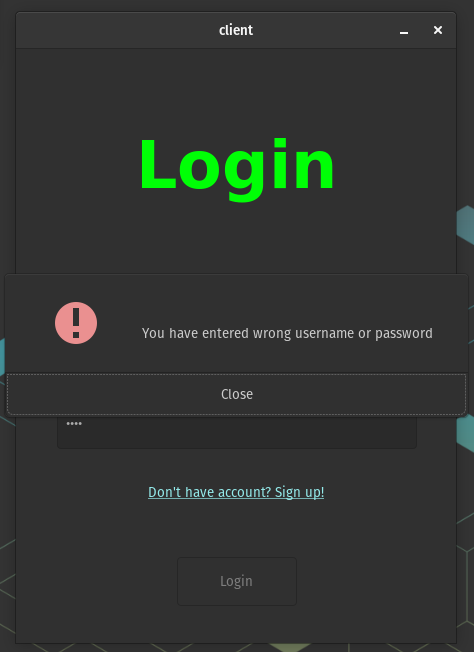 client
Login
You have entered wrong username or password
Close
••••
Don't have account? Sign up!
Login